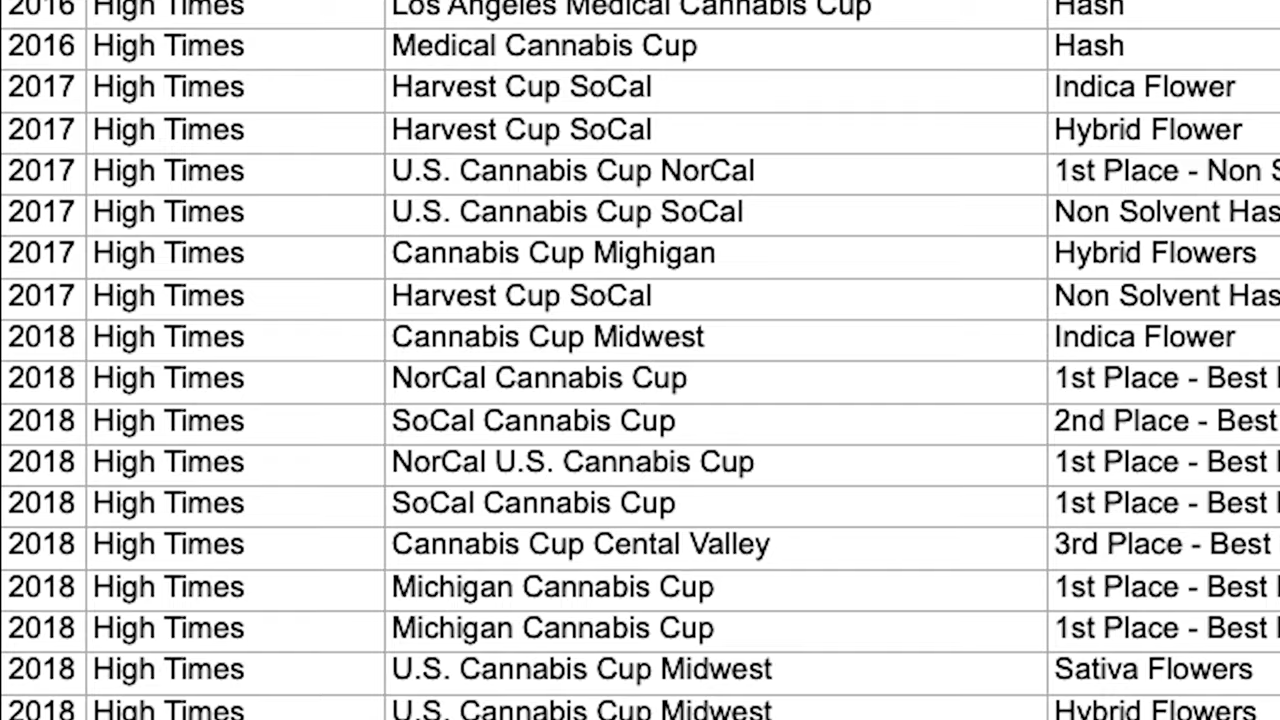 2016 High Times Los Angeles Medical Cannabis Cup Hash
2016 High Times Medical Cannabis Cup Hash
2017 High Times Harvest Cup SoCal Indica Flower
2017 High Times Harvest Cup SoCal Hybrid Flower
2017 High Times U.S. Cannabis Cup NorCal 1st Place - Non
2017 High Times U.S. Cannabis Cup SoCal Non Solvent Has
2017 High Times Cannabis Cup Mighigan Hybrid Flowers
2017 High Times Harvest Cup SoCal Non Solvent Has
2018 High Times Cannabis Cup Midwest Indica Flower
2018 High Times NorCal Cannabis Cup 1st Place - Best
2018 High Times SoCal Cannabis Cup 2nd Place - Best
2018 High Times NorCal U.S. Cannabis Cup 1st Place - Best
2018 High Times SoCal Cannabis Cup 1st Place - Best
2018 High Times Cannabis Cup Cental Valley 3rd Place - Best
2018 High Times Michigan Cannabis Cup 1st Place - Best
2018 High Times Michigan Cannabis Cup 1st Place - Best
2018 High Times U.S. Cannabis Cup Midwest Sativa Flowers
2018 High Times U.S. Cannabis Cup Midwest Hybrid Flowers